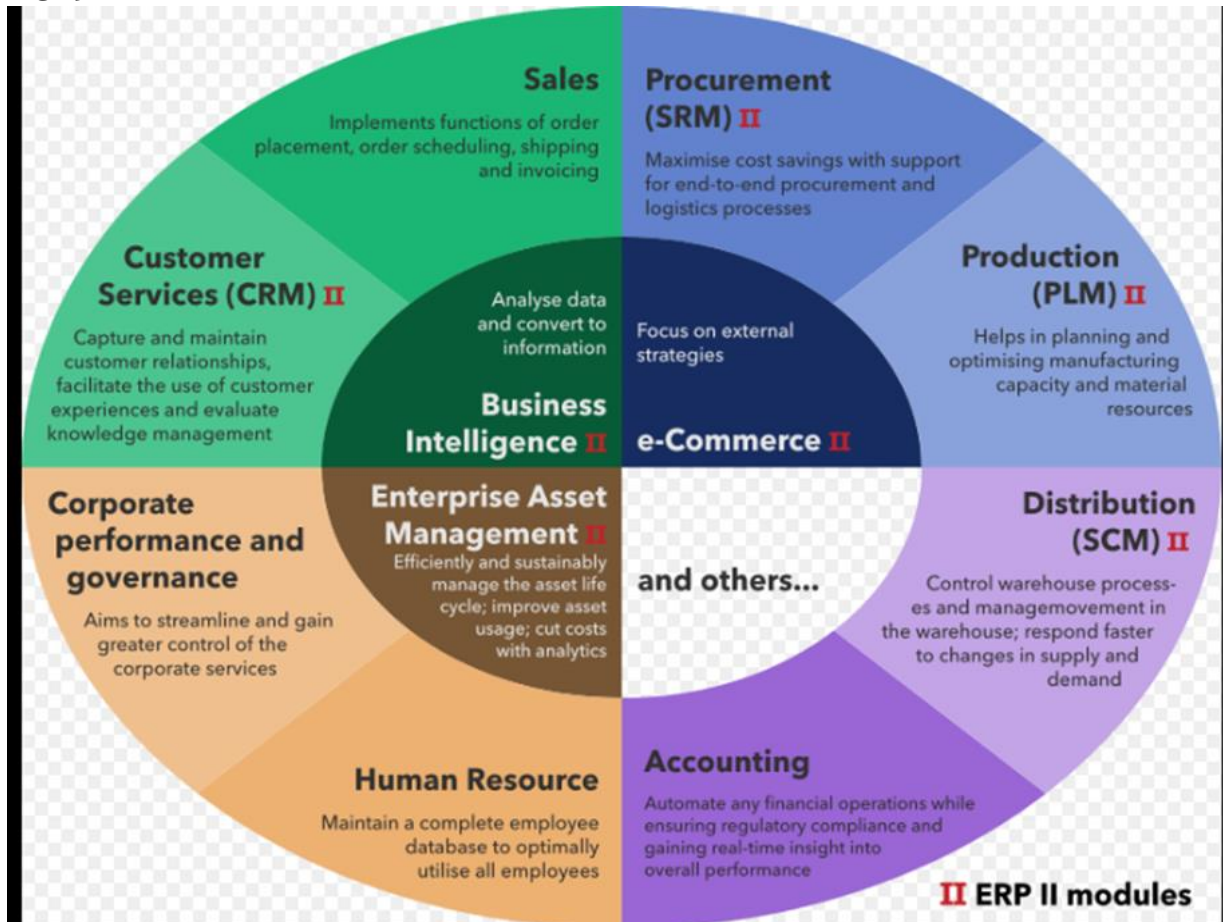 Sales
Implements functions of order
placement, order scheduling, shipping
and invoicing
Procurement
(SRM) II
Maximise cost savings with support
for end-to-end procurement and
logistics processes
Customer
Services (CRM) II
Capture and maintain
customer relationships,
facilitate the use of customer
experiences and evaluate
knowledge management
Analyse data
and convert to
information
Business
Intelligence II
Focus on external
strategies
e-Commerce II
Production
(PLM) II
Helps in planning and
optimising manufacturing
capacity and material
resources
Corporate
performance and
governance
Aims to streamline and gain
greater control of the
corporate services
Enterprise Asset
Management II
Efficiently and sustainably
manage the asset life
cycle; improve asset
usage; cut costs
with analytics
and others...
Distribution
(SCM) II
Control warehouse process-
es and managemovement in
the warehouse; respond faster
to changes in supply and
demand
Human Resource
Maintain a complete employee
database to optimally
utilise all employees
Accounting
Automate any financial operations while
ensuring regulatory compliance and
gaining real-time insight into
overall performance
II ERP II modules